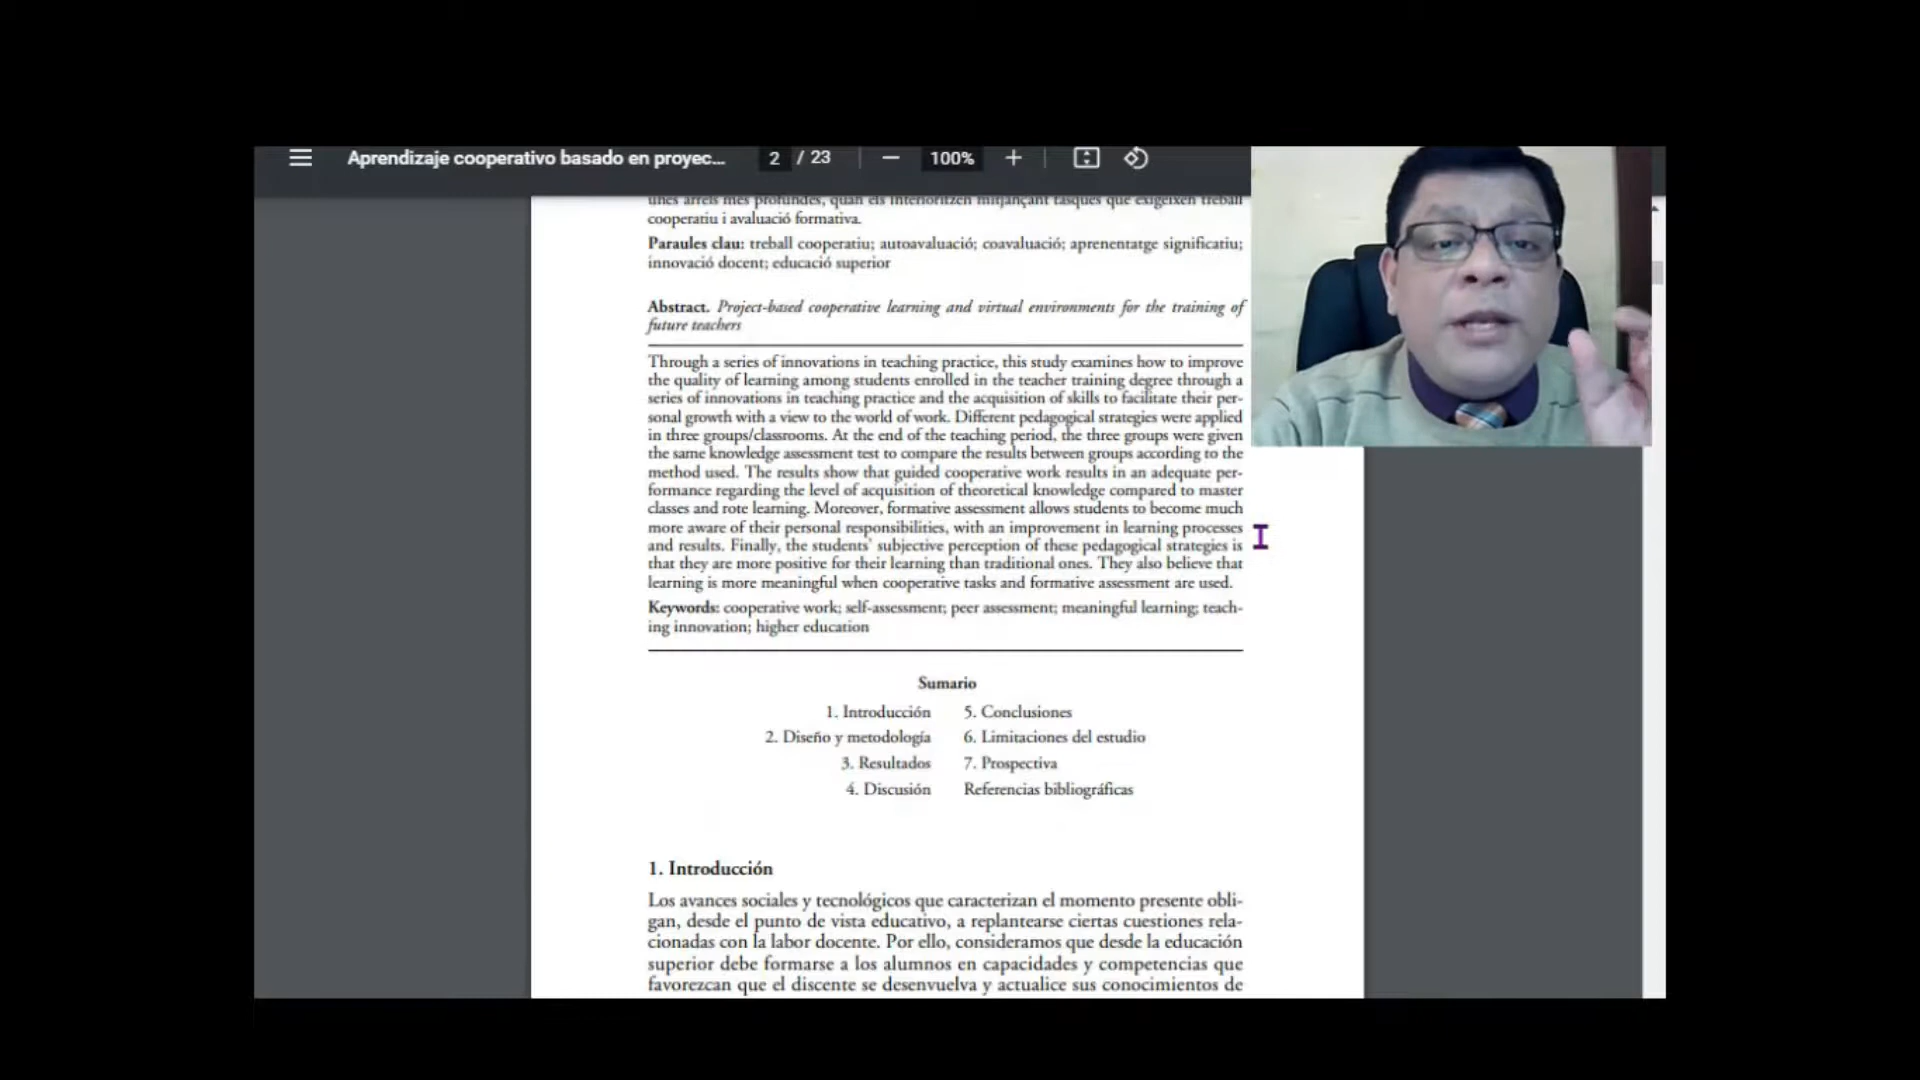 Aprendizaje cooperativo basado en proyec... 2 / 23 100%
unes arrels més profundes, quan els interioritzen mitjançant tasques que exigeixen treball
cooperatiu i avaluació formativa.
Paraules clau: treball cooperatiu; autoavaluació; coavaluació; aprenentatge significatiu;
innovació docent; educació superior
Abstract. Project-based cooperative learning and virtual environments for the training of
future teachers
Through a series of innovations in teaching practice, this study examines how to improve
the quality of learning among students enrolled in the teacher training degree through a
series of innovations in teaching practice and the acquisition of skills to facilitate their per-
sonal growth with a view to the world of work. Different pedagogical strategies were applied
in three groups/classrooms. At the end of the teaching period, the three groups were given
the same knowledge assessment test to compare the results between groups according to the
method used. The results show that guided cooperative work results in an adequate per-
formance regarding the level of acquisition of theoretical knowledge compared to master
classes and rote learning. Moreover, formative assessment allows students to become much
more aware of their personal responsibilities, with an improvement in learning processes
and results. Finally, the students' subjective perception of these pedagogical strategies is
that they are more positive for their learning than traditional ones. They also believe that
learning is more meaningful when cooperative tasks and formative assessment are used.
Keywords: cooperative work; self-assessment; peer assessment; meaningful learning; teach-
ing innovation; higher education
Sumario
1. Introducción
2. Diseño y metodología
3. Resultados
4. Discusión
5. Conclusiones
6. Limitaciones del estudio
7. Prospectiva
Referencias bibliográficas
1. Introducción
Los avances sociales y tecnológicos que caracterizan el momento presente obli-
gan, desde el punto de vista educativo, a replantearse ciertas cuestiones rela-
cionadas con la labor docente. Por ello, consideramos que desde la educación
superior debe formarse a los alumnos en capacidades y competencias que
favorezcan que el discente se desenvuelva y actualice sus conocimientos de